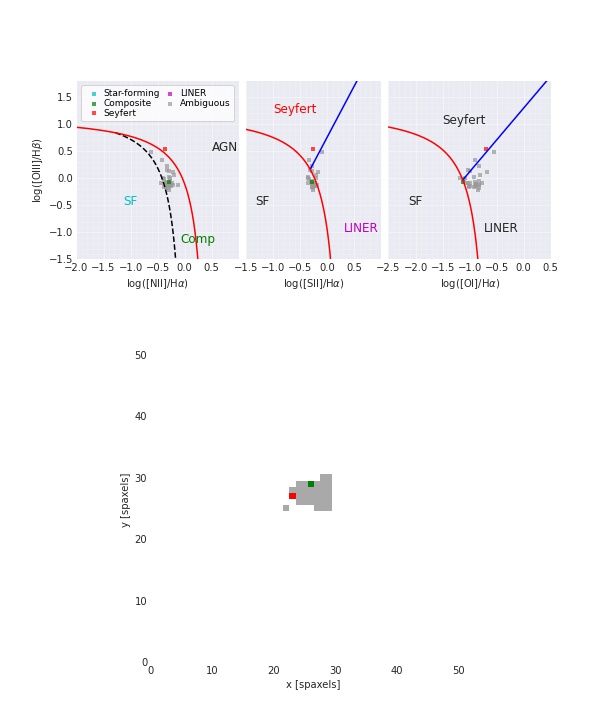 Star-forming
Composite
Seyfert
LINER
Ambiguous
log([OIII]/Hβ)
1.5
1.0
0.5
0.0
−0.5
−1.0
−1.5
AGN
SF
Comp
−2.0 −1.5 −1.0 −0.5 0.0 0.5
log([NII]/Hα)
Seyfert
SF
LINER
−1.0 −0.5 0.0 0.5
log([SII]/Hα)
Seyfert
SF
LINER
−2.5 −2.0 −1.5 −1.0 −0.5 0.0 0.5
log([OI]/Hα)
50
40
30
20
10
0
y [spaxels]
0 10 20 30 40 50
x [spaxels]